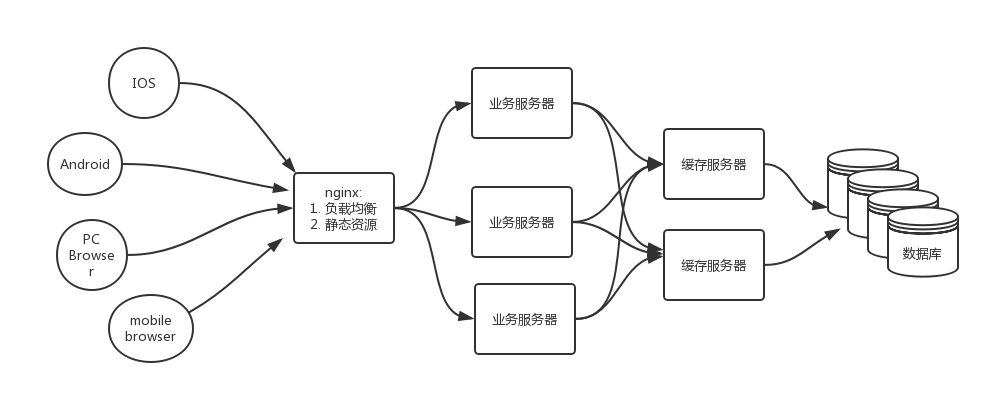 IOS
Android
PC
Browse
r
mobile
browser
nginx:
1. 负载均衡
2. 静态资源
业务服务器
业务服务器
业务服务器
缓存服务器
缓存服务器
数据库